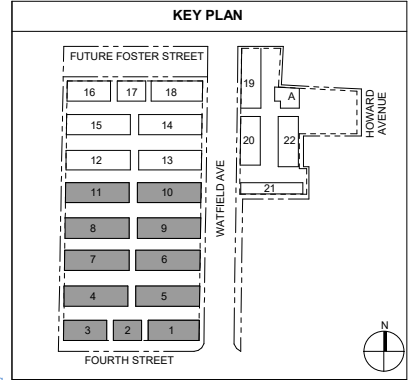 KEY PLAN
FUTURE FOSTER STREET
16 17 18
15 14
12 13
11 10
8 9
7 6
4 5
3 2 1
FOURTH STREET
WATFIELD AVE
19
A
20 22
21
HOWARD
AVENUE
N